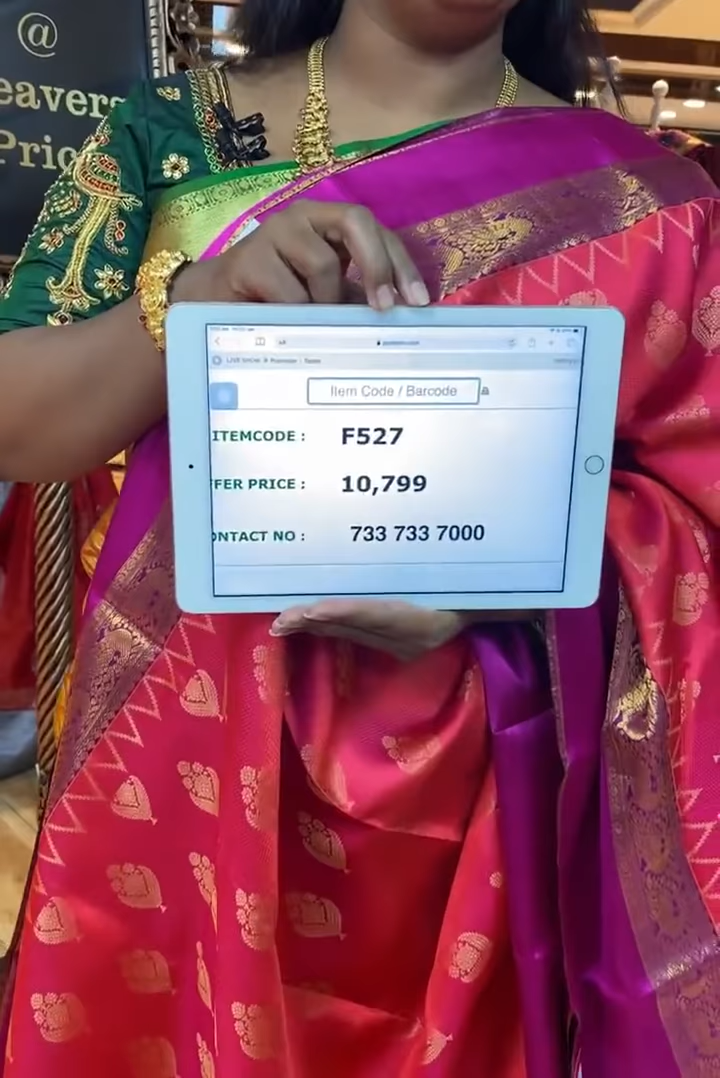 @
eavers
Pric
Item Code / Barcode
ITEMCODE : F527
FER PRICE : 10,799
ONTACT NO : 733 733 7000